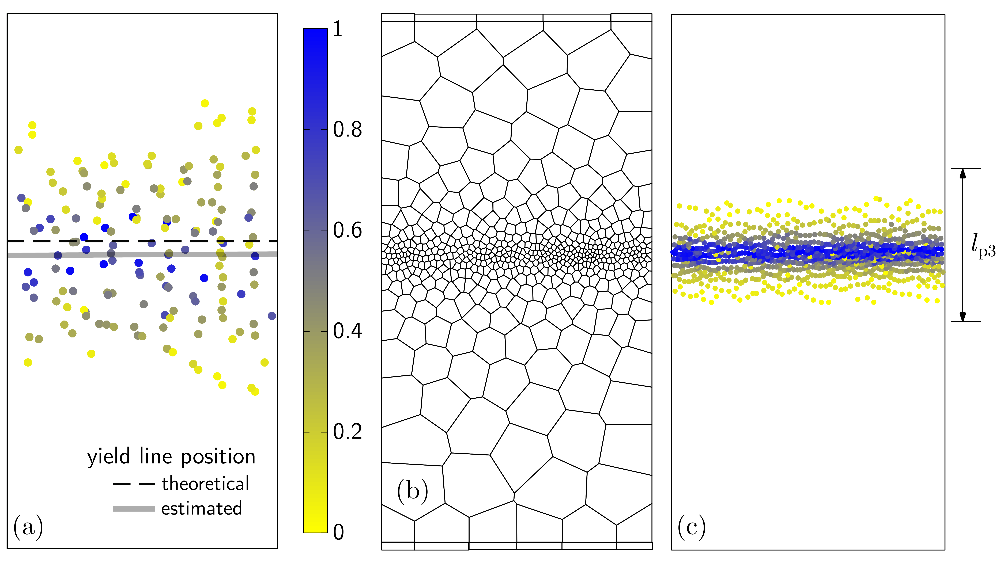 yield line position
theoretical
estimated
(a)
1
0.8
0.6
0.4
0.2
0
(b)
(c)
lp3